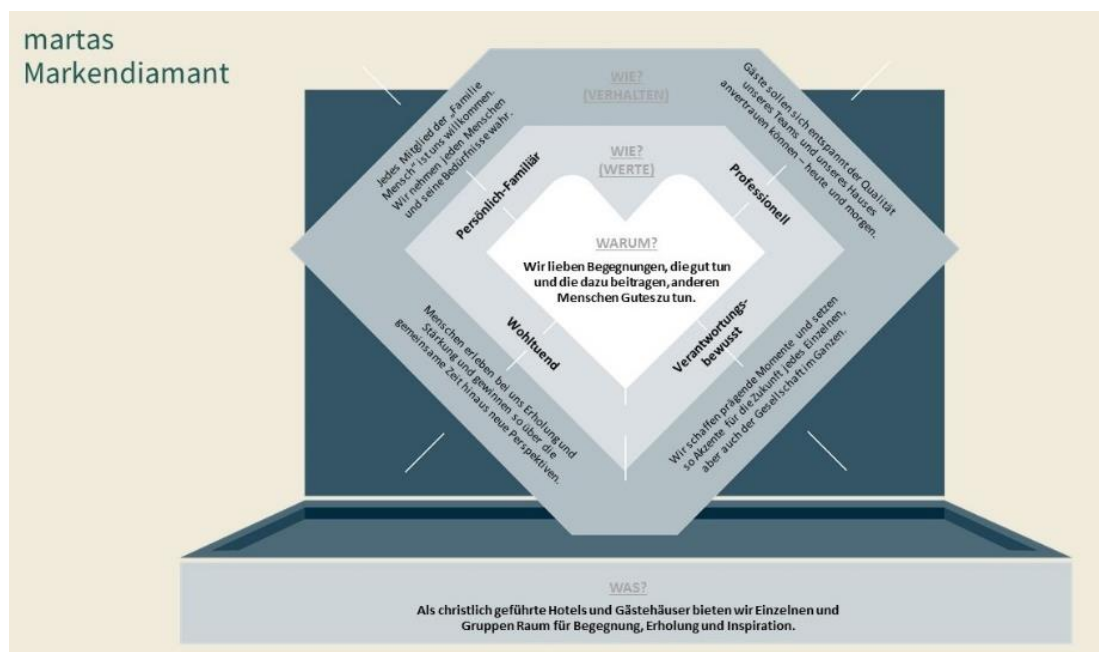 martas
Markendiamant
WIE?
(VERHALTEN)
Jedes Mitglied der „Familie
Mensch“ ist uns willkommen.
Wir nehmen jeden Menschen
und seine Bedürfnisse wahr.
Gäste sollen sich entspannt der Qualität
unseres Teams und unseres Hauses
anvertrauen können – heute und morgen.
WIE?
(WERTE)
Persönlich-Familiär
Professionell
WARUM?
Wir lieben Begegnungen, die gut tun
und die dazu beitragen, anderen
Menschen Gutes zu tun.
Wohltuend
Verantwortungs-
bewusst
Menschen erleben bei uns Erholung und
Stärkung und gewinnen so über die
gemeinsame Zeit hinaus neue Perspektiven.
Wir schaffen prägende Momente und setzen
so Akzente für die Zukunft jedes Einzelnen,
aber auch der Gesellschaft im Ganzen.
WAS?
Als christlich geführte Hotels und Gästehäuser bieten wir Einzelnen und
Gruppen Raum für Begegnung, Erholung und Inspiration.